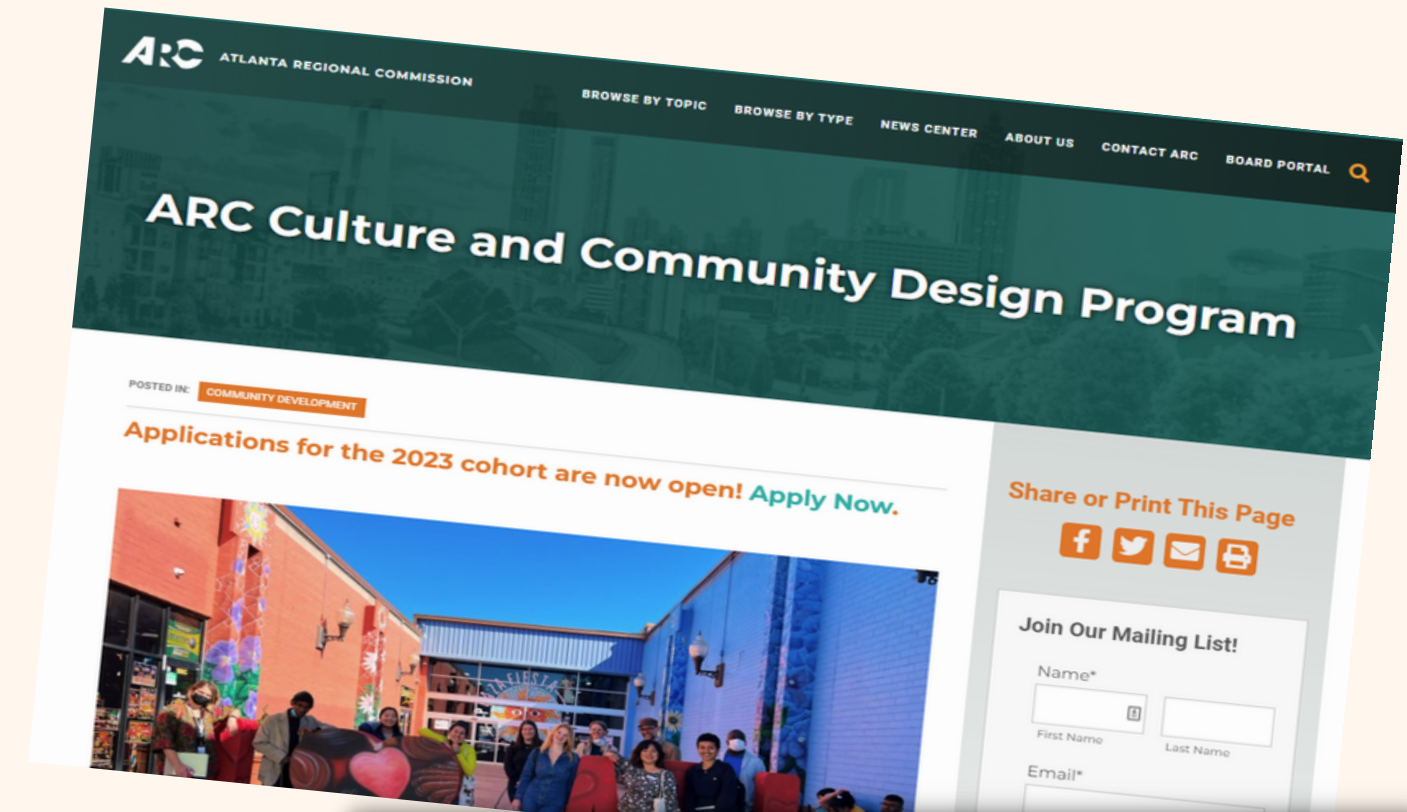 ARC ATLANTA REGIONAL COMMISSION
BROWSE BY TOPIC BROWSE BY TYPE NEWS CENTER ABOUT US CONTACT ARC BOARD PORTAL
ARC Culture and Community Design Program
POSTED IN: COMMUNITY DEVELOPMENT
Applications for the 2023 cohort are now open! Apply Now.
Share or Print This Page
Join Our Mailing List!
Name*
First Name Last Name
Email*